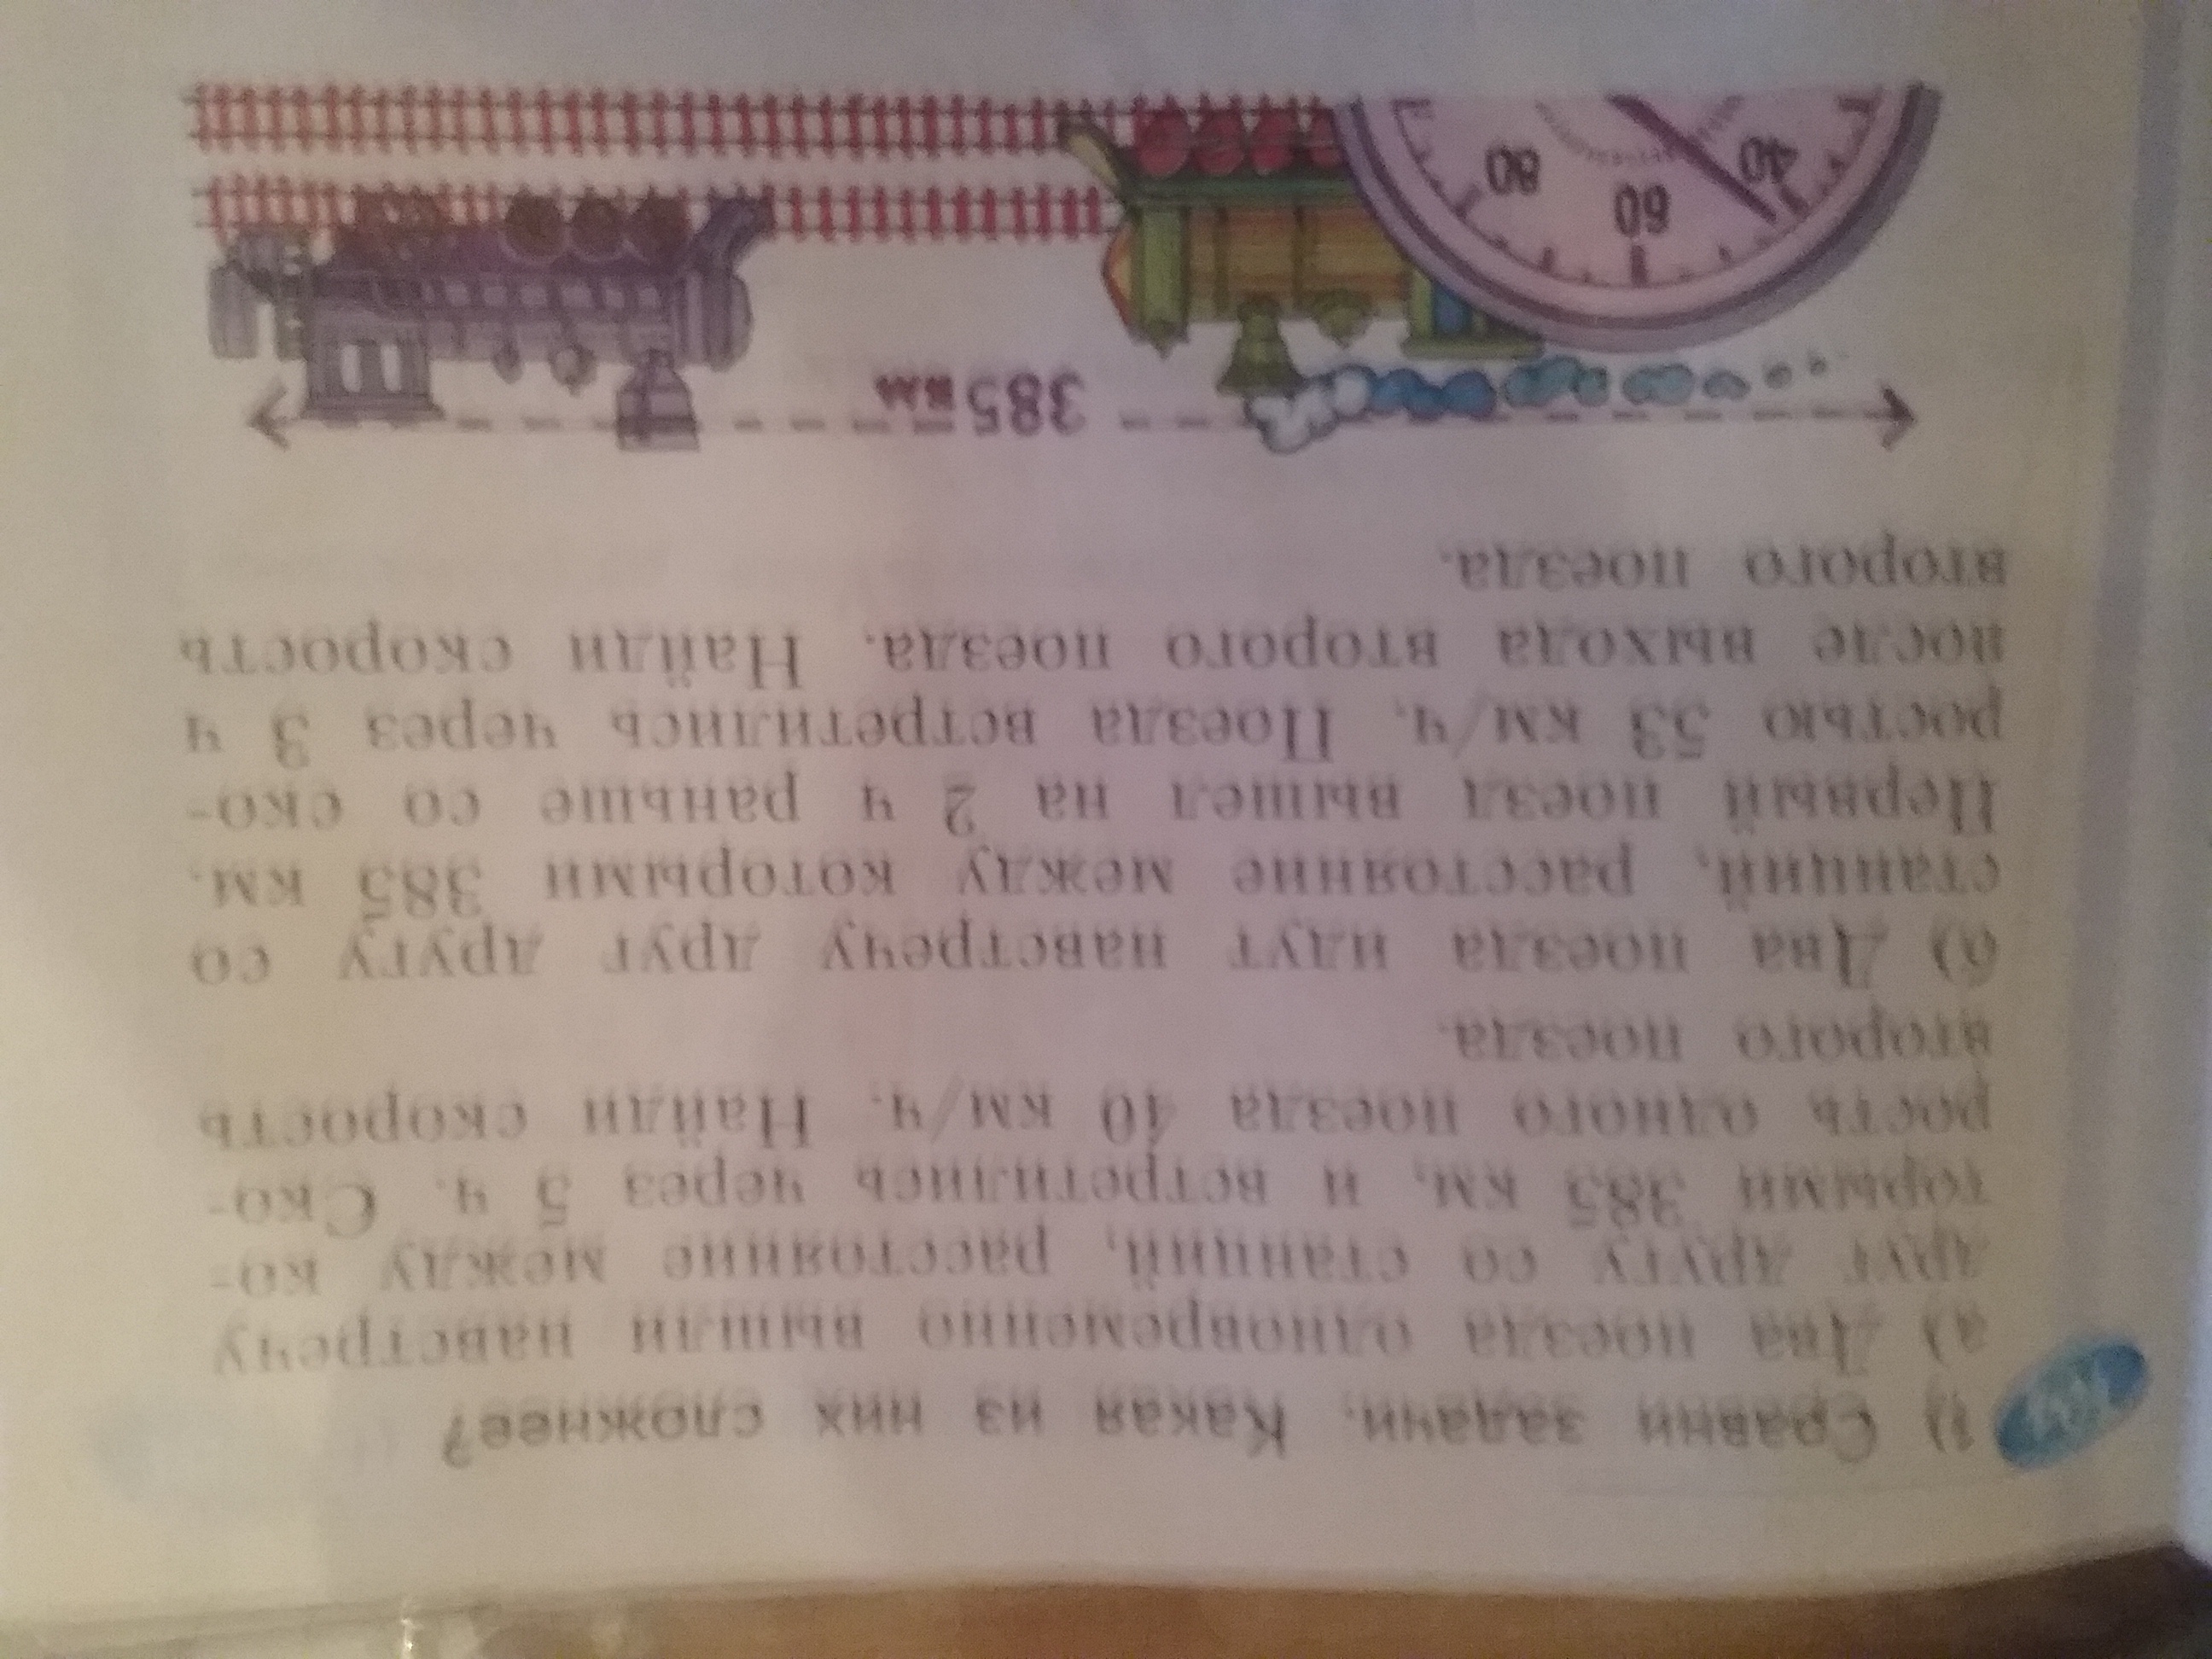 1) Сравни задачи. Какая из них сложнее?
а) Два поезда одновременно вышли навстречу
друг другу со станций, расстояние между ко-
торыми 385 км, и встретились через 5 ч. Ско-
рость одного поезда 40 км/ч. Найди скорость
второго поезда.
б) Два поезда идут навстречу друг другу со
станций, расстояние между которыми 385 км.
Первый поезд вышел на 2 ч раньше со ско-
ростью 53 км/ч. Поезда встретились через 3 ч
после выхода второго поезда. Найди скорость
второго поезда.
385 км
40 60 80